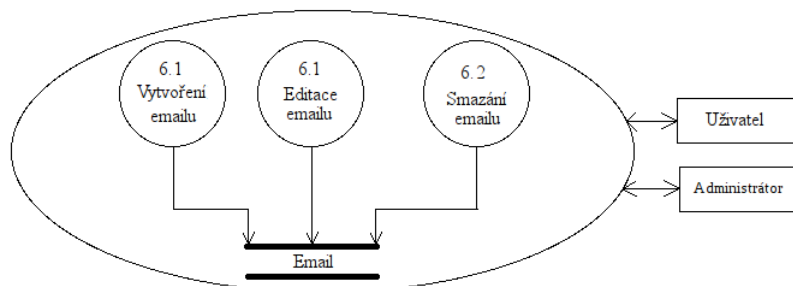 6.1
Vytvoření
emailu
6.1
Editace
emailu
6.2
Smazání
emailu
Uživatel
Administrátor
Email